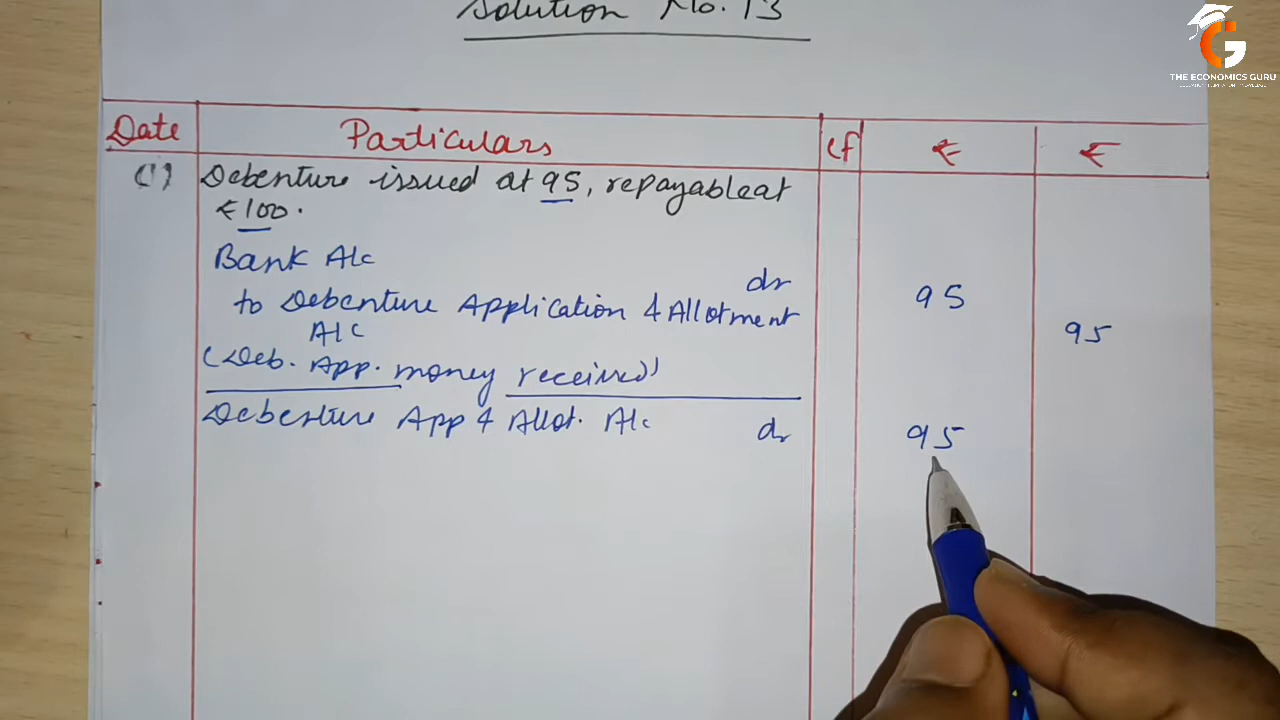 Solution No. 13
THE ECONOMICS GURU
Date Particulars Lf ₹ ₹
(1) Debenture issued at 95, repayable at
₹100.
Bank A/c dr 95
to Debenture Application & Allotment
A/c 95
(Deb. App. money received)
Debenture App & Allot. A/c dr 95